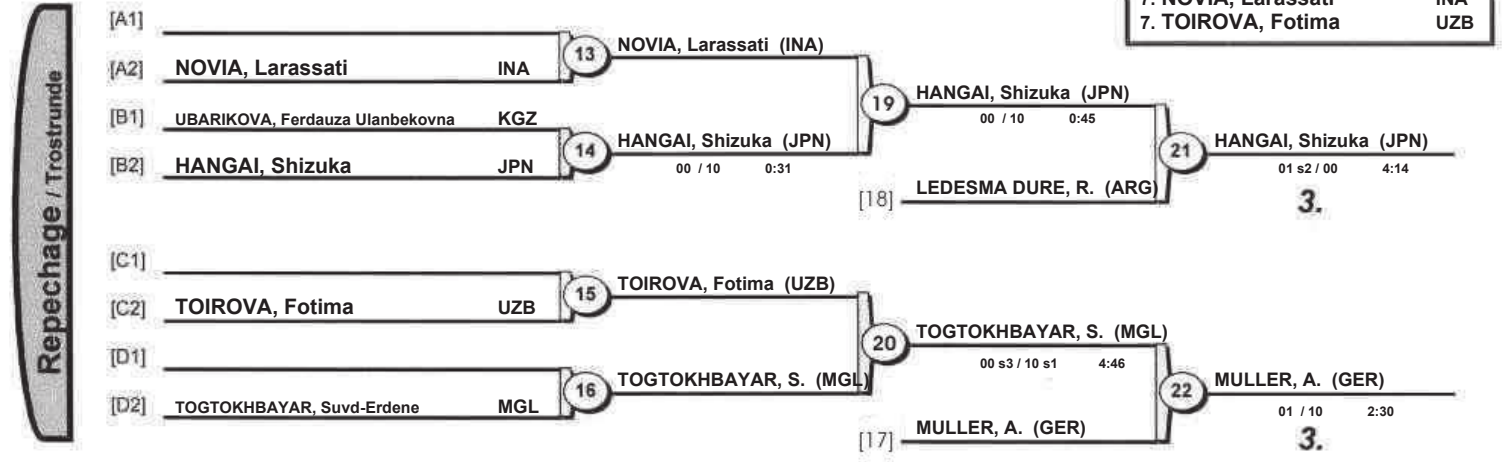 7. NOVIA, Larassati INA
7. TOIROVA, Fotima UZB
Repechage / Trostrunde
[A1]
[A2] NOVIA, Larassati INA
13
NOVIA, Larassati (INA)
[B1] UBARIKOVA, Ferdauza Ulanbekovna KGZ
[B2] HANGAI, Shizuka JPN
14
HANGAI, Shizuka (JPN)
00 / 10 0:31
19
HANGAI, Shizuka (JPN)
00 / 10 0:45
[18] LEDESMA DURE, R. (ARG)
21
HANGAI, Shizuka (JPN)
01 s2 / 00 4:14
3.
[C1]
[C2] TOIROVA, Fotima UZB
15
TOIROVA, Fotima (UZB)
[D1]
[D2] TOGTOKHBAYAR, Suvd-Erdene MGL
16
TOGTOKHBAYAR, S. (MGL)
20
TOGTOKHBAYAR, S. (MGL)
00 s3 / 10 s1 4:46
[17] MULLER, A. (GER)
22
MULLER, A. (GER)
01 / 10 2:30
3.